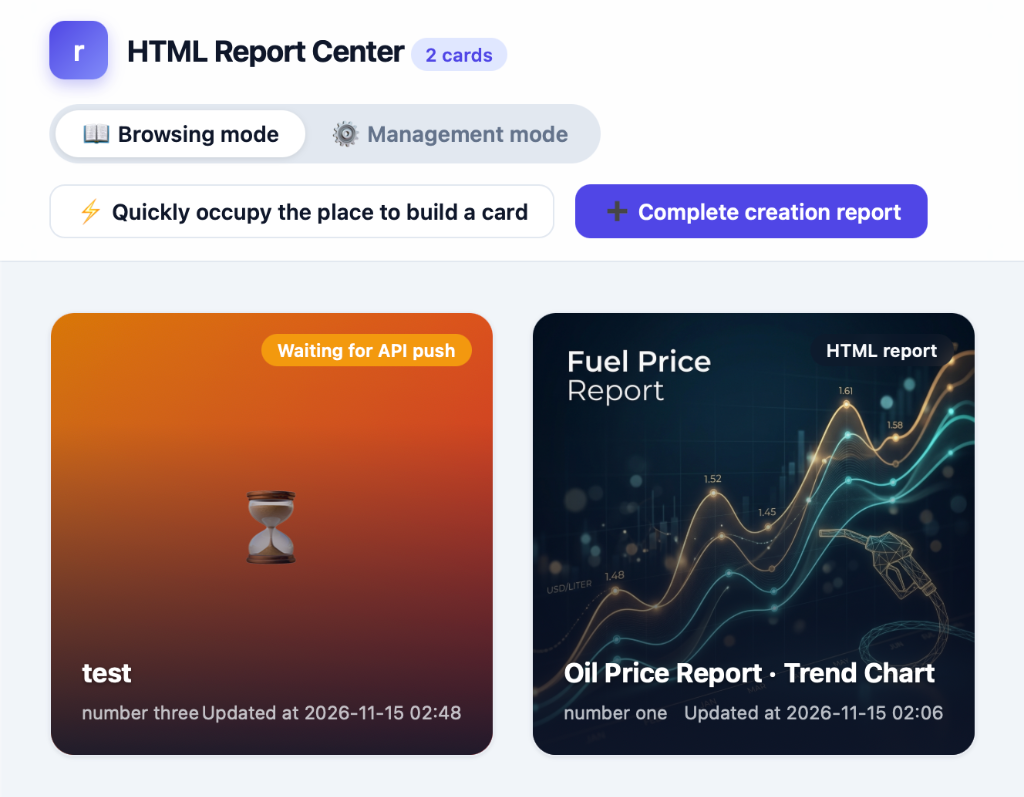 r
HTML Report Center 2 cards
📖 Browsing mode
⚙️ Management mode
⚡ Quickly occupy the place to build a card
➕ Complete creation report
Waiting for API push
test
number three Updated at 2026-11-15 02:48
HTML report
Fuel Price
Report
1.61
1.58
1.52
1.45
1.48
USD/LITER
Oil Price Report · Trend Chart
number one Updated at 2026-11-15 02:06